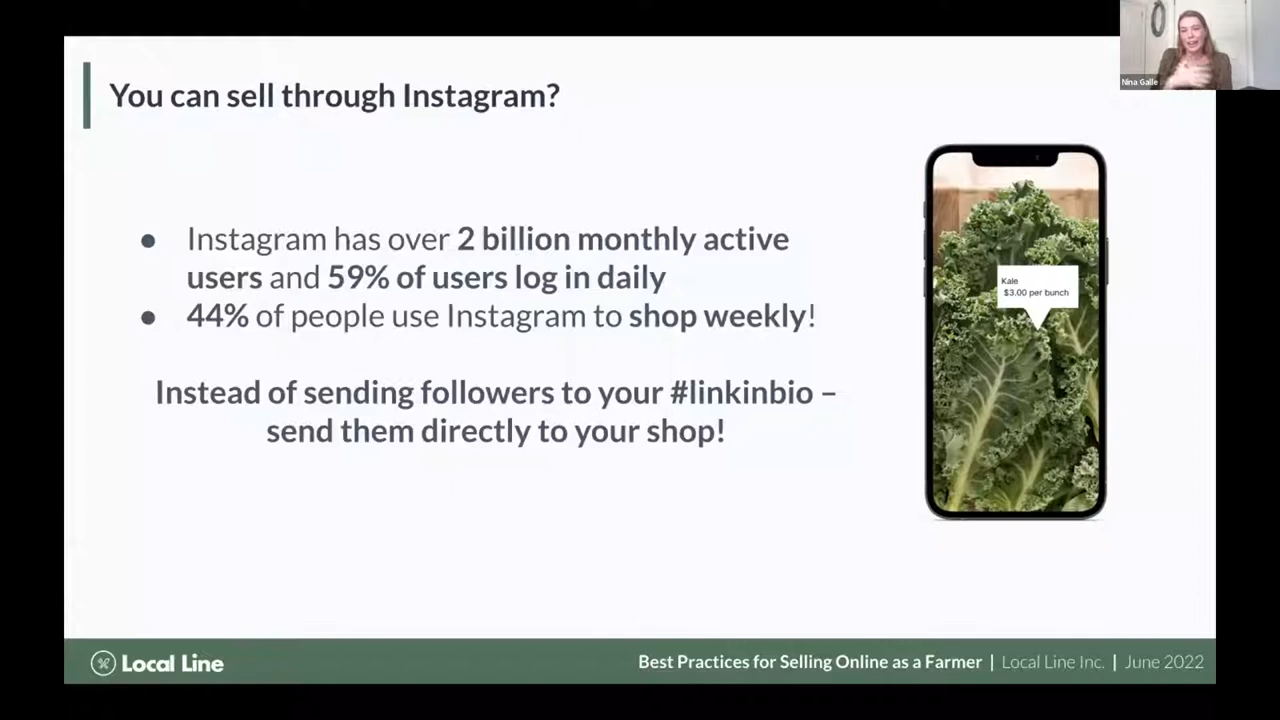 Nina Galle
You can sell through Instagram?
● Instagram has over 2 billion monthly active
users and 59% of users log in daily
● 44% of people use Instagram to shop weekly!
Instead of sending followers to your #linkinbio –
send them directly to your shop!
Kale
$3.00 per bunch
Local Line
Best Practices for Selling Online as a Farmer | Local Line Inc. | June 2022